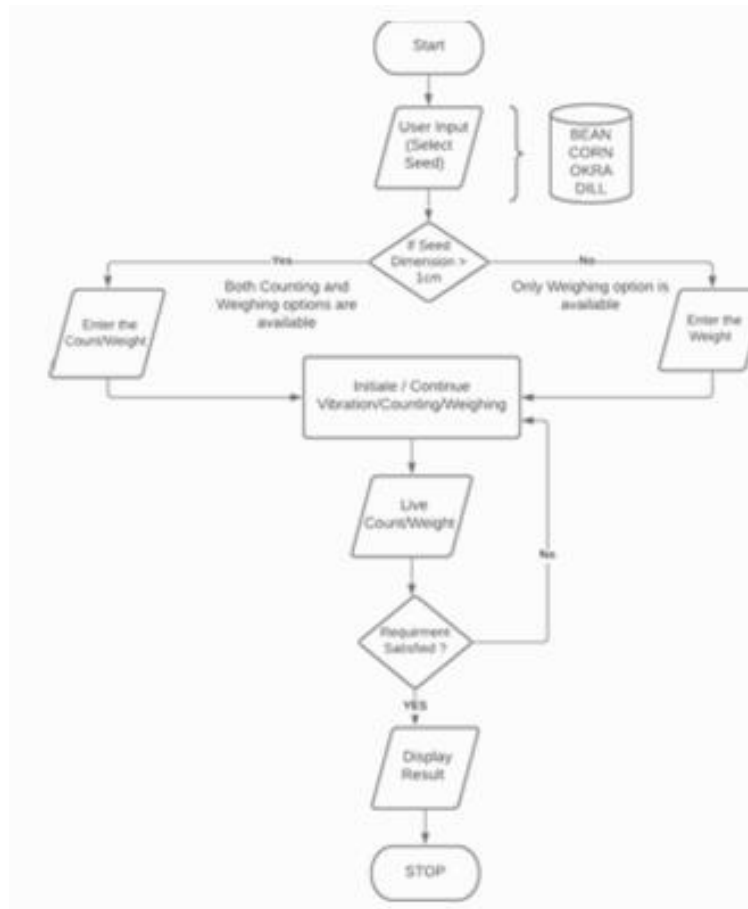 Start
User Input
(Select
Seed)
BEAN
CORN
OKRA
DILL
If Seed
Dimension >
1cm
Yes
No
Both Counting and
Weighing options are
available
Only Weighing option is
available
Enter the
Count/Weight
Enter the
Weight
Initiale / Continue
Vibration/Counting/Weighing
Live
Count/Weight
No
Requirment
Satisfied ?
YES
Display
Result
STOP